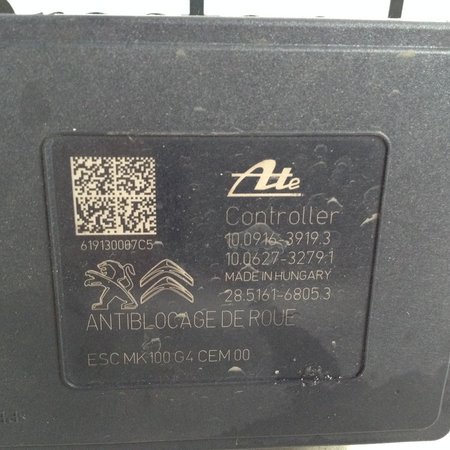 Ate
Controller
619130007C5
10.0916-3919.3
10.0627-3279.1
MADE IN HUNGARY
28.5161-6805.3
ANTIBLOCAGE DE ROUE
ESC MK100 G4 CEM 00